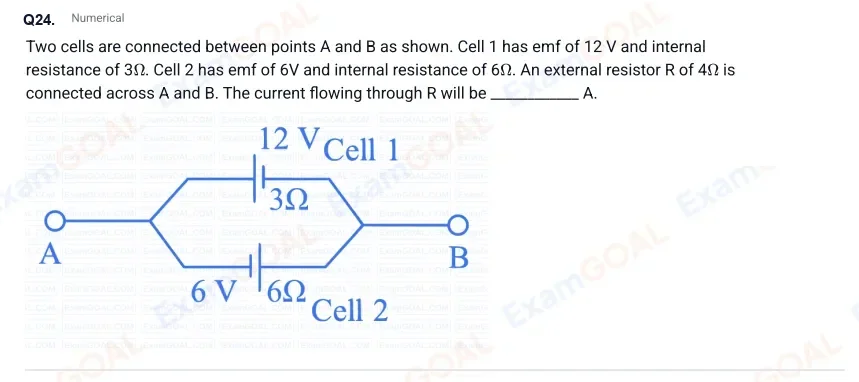 Q24. Numerical
Two cells are connected between points A and B as shown. Cell 1 has emf of 12 V and internal
resistance of 3Ω. Cell 2 has emf of 6V and internal resistance of 6Ω. An external resistor R of 4Ω is
connected across A and B. The current flowing through R will be __________ A.
12 V Cell 1
3Ω
A
B
6 V 6Ω
Cell 2
ExamGOAL